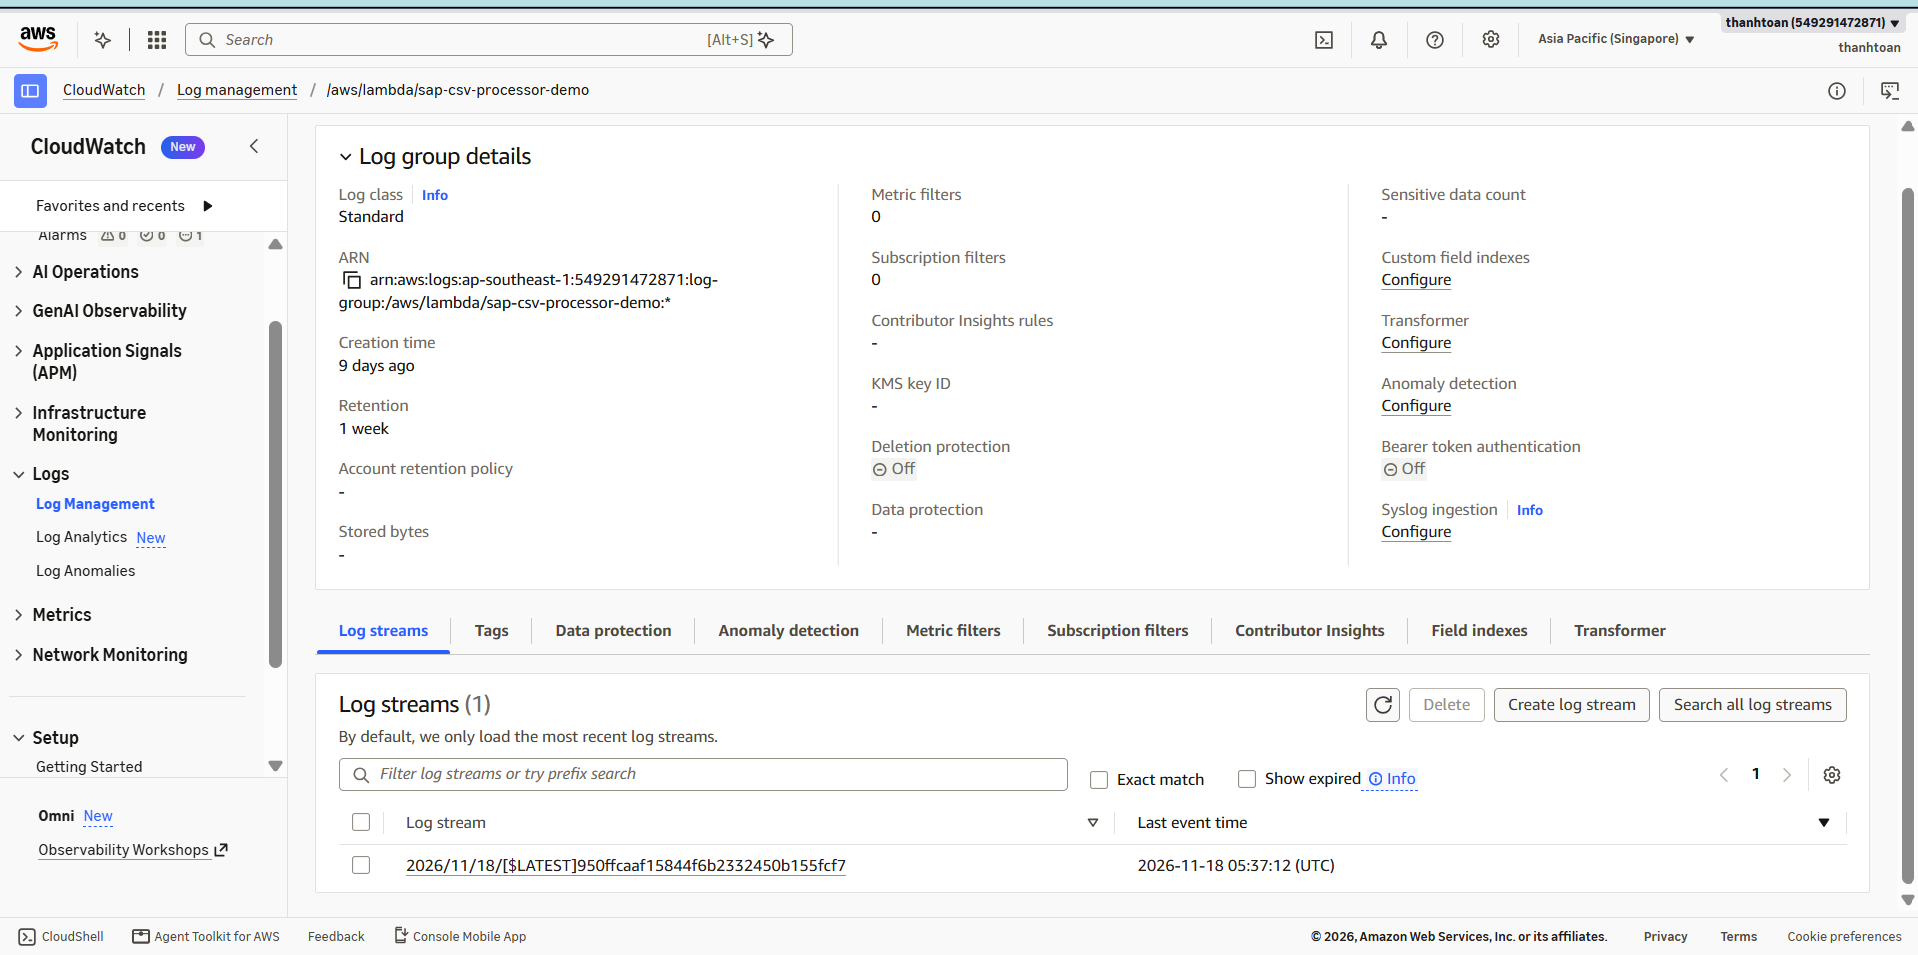 aws
Search
[Alt+S]
Asia Pacific (Singapore)
thanhtoan (549291472871)
thanhtoan
CloudWatch / Log management / /aws/lambda/sap-csv-processor-demo
CloudWatch New
Favorites and recents
Alarms 0 0 1
AI Operations
GenAI Observability
Application Signals
(APM)
Infrastructure
Monitoring
Logs
Log Management
Log Analytics New
Log Anomalies
Metrics
Network Monitoring
Setup
Getting Started
Omni New
Observability Workshops
Log group details
Log class Info
Standard
ARN
arn:aws:logs:ap-southeast-1:549291472871:log-
group:/aws/lambda/sap-csv-processor-demo:*
Creation time
9 days ago
Retention
1 week
Account retention policy
-
Stored bytes
-
Metric filters
0
Subscription filters
0
Contributor Insights rules
-
KMS key ID
-
Deletion protection
Off
Data protection
-
Sensitive data count
-
Custom field indexes
Configure
Transformer
Configure
Anomaly detection
Configure
Bearer token authentication
Off
Syslog ingestion Info
Configure
Log streams Tags Data protection Anomaly detection Metric filters Subscription filters Contributor Insights Field indexes Transformer
Log streams (1)
Delete Create log stream Search all log streams
By default, we only load the most recent log streams.
Filter log streams or try prefix search
Exact match Show expired Info
1
Log stream Last event time
2026/11/18/[$LATEST]950ffcaaf15844f6b2332450b155fcf7 2026-11-18 05:37:12 (UTC)
CloudShell Agent Toolkit for AWS Feedback Console Mobile App
© 2026, Amazon Web Services, Inc. or its affiliates. Privacy Terms Cookie preferences